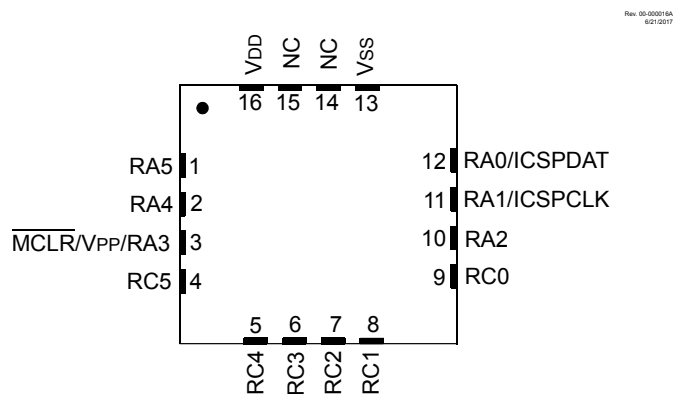 Rev. 00-000016A
6/21/2017
VDD
NC
NC
VSS
16
15
14
13
RA5 1
RA4 2
MCLR/VPP/RA3 3
RC5 4
12 RA0/ICSPDAT
11 RA1/ICSPCLK
10 RA2
9 RC0
5
6
7
8
RC4
RC3
RC2
RC1